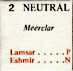 2 NEUTRAL
Meerclar
Lamsar......P
Eshmir.....N